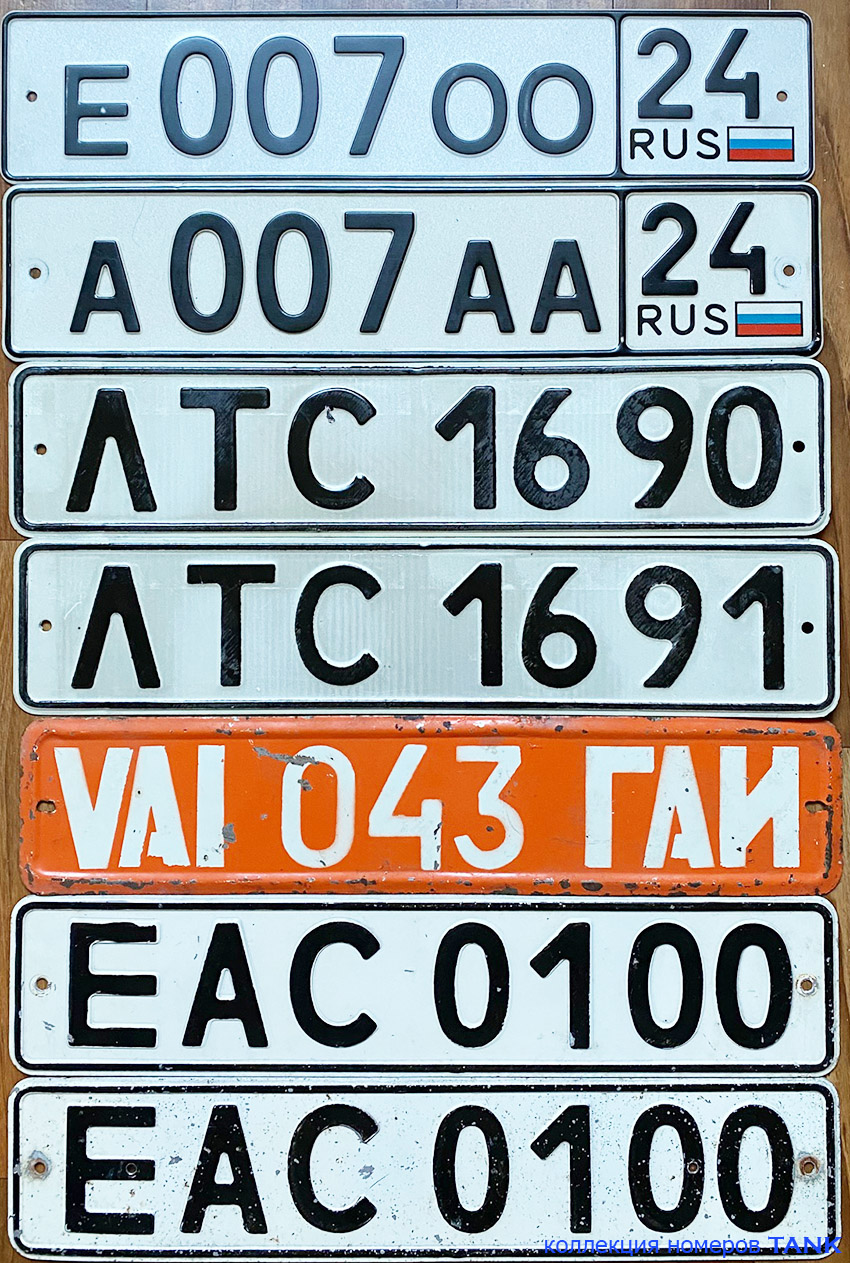 Е 007 ОО 24
RUS
А 007 АА 24
RUS
ЛТС 1690
ЛТС 1691
VAI 043 ГАИ
ЕАС 0100
ЕАС 0100
коллекция номеров TANK